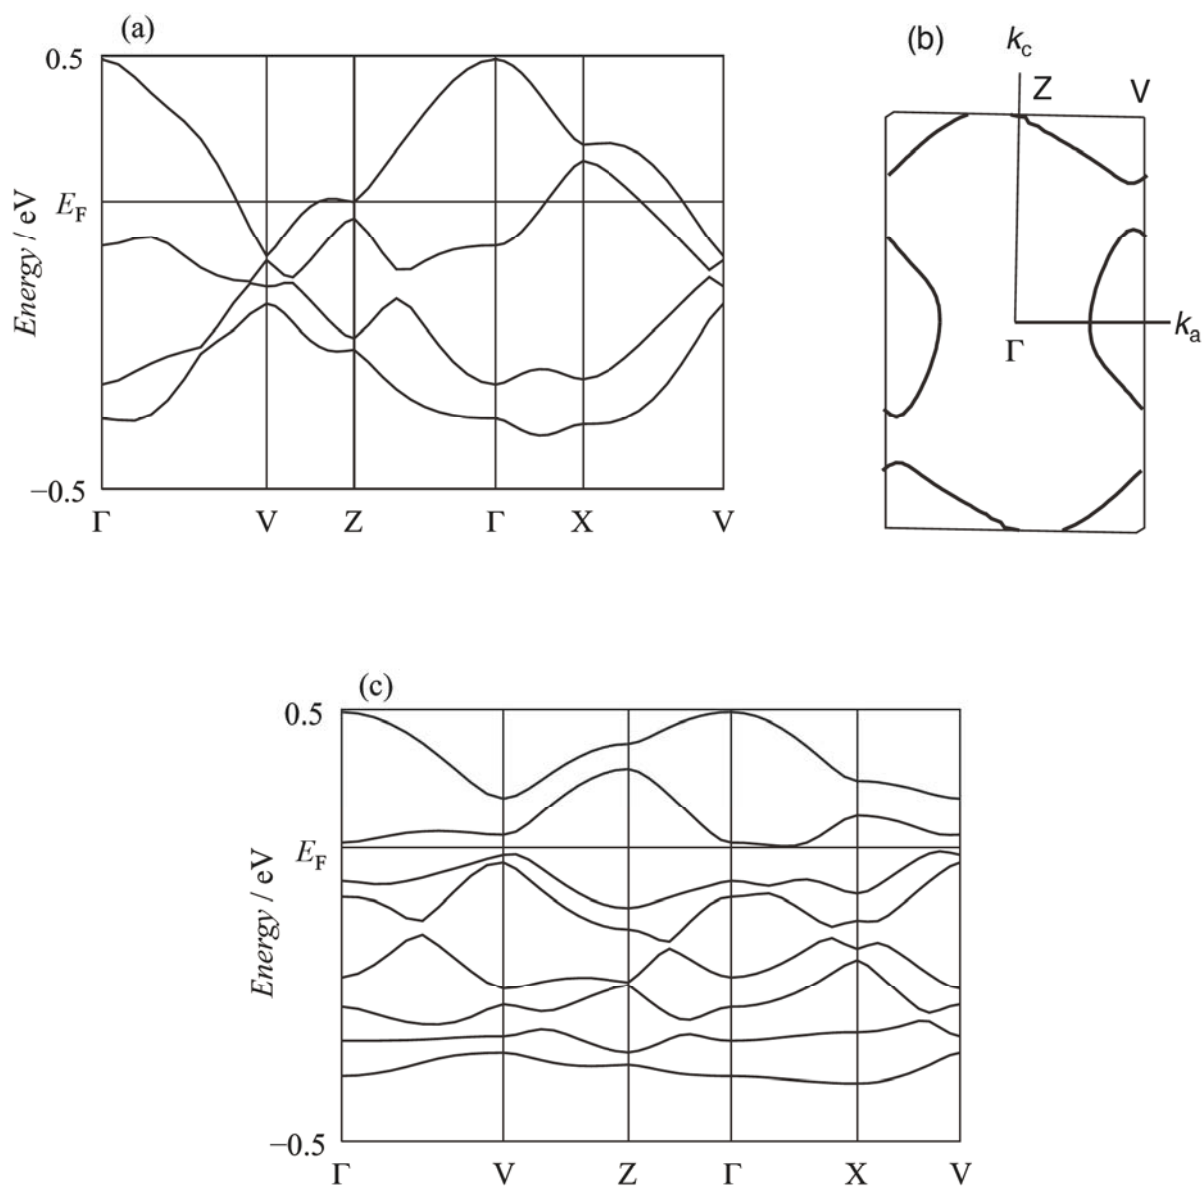 (a)
0.5
E_F
Energy / eV
−0.5
Γ V Z Γ X V
(b)
k_c
Z V
k_a
Γ
(c)
0.5
E_F
Energy / eV
−0.5
Γ V Z Γ X V